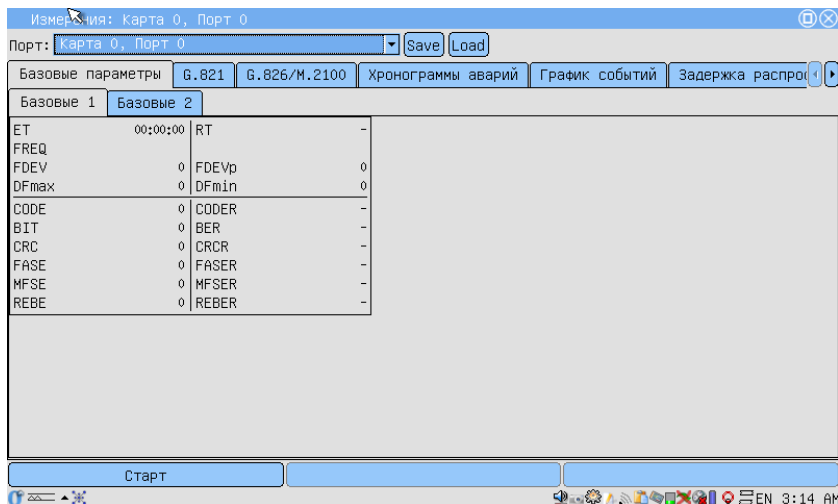 Измерения: Карта 0, Порт 0
Порт: Карта 0, Порт 0 Save Load
Базовые параметры G.821 G.826/M.2100 Хронограммы аварий График событий Задержка распро
Базовые 1 Базовые 2
ET 00:00:00 RT -
FREQ
FDEV 0 FDEVp 0
DFmax 0 DFmin 0
CODE 0 CODER -
BIT 0 BER -
CRC 0 CRCR -
FASE 0 FASER -
MFSE 0 MFSER -
REBE 0 REBER -
Старт
EN 3:14